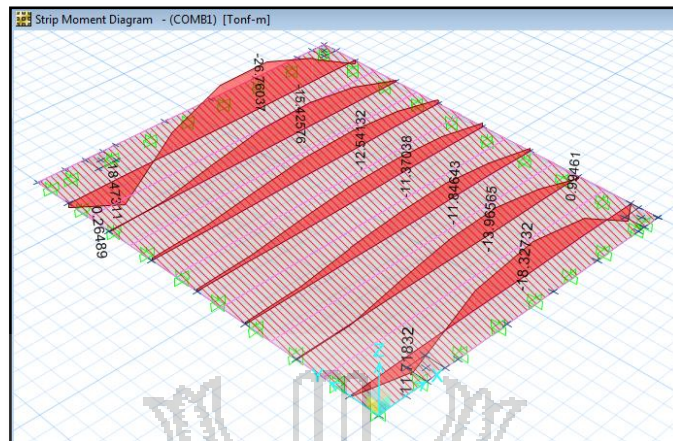 Strip Moment Diagram - (COMB1) [Tonf-m]
-26.76037
15.42576
-12.54132
-11.37038
-11.84643
-13.96565
0.99461
-18.32732
18.47311
0.26489
11.71832
Z
Y
X